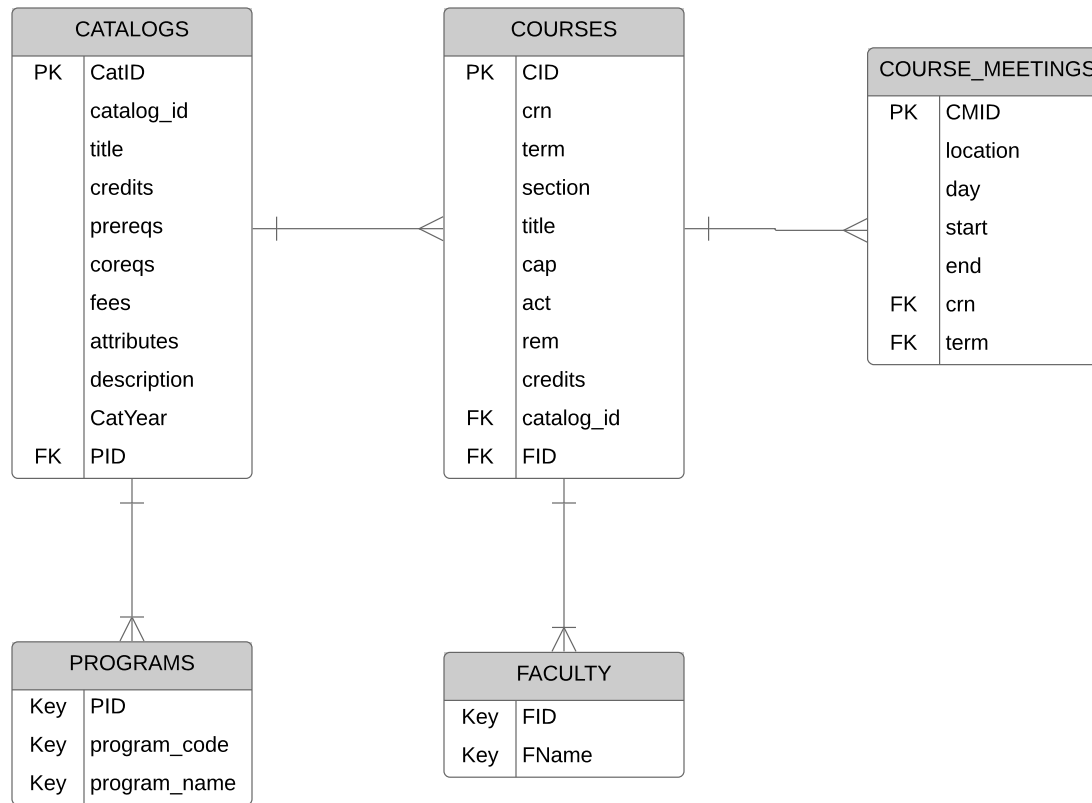 CATALOGS
PK CatID
catalog_id
title
credits
prereqs
coreqs
fees
attributes
description
CatYear
FK PID
COURSES
PK CID
crn
term
section
title
cap
act
rem
credits
FK catalog_id
FK FID
COURSE_MEETINGS
PK CMID
location
day
start
end
FK crn
FK term
PROGRAMS
Key PID
Key program_code
Key program_name
FACULTY
Key FID
Key FName